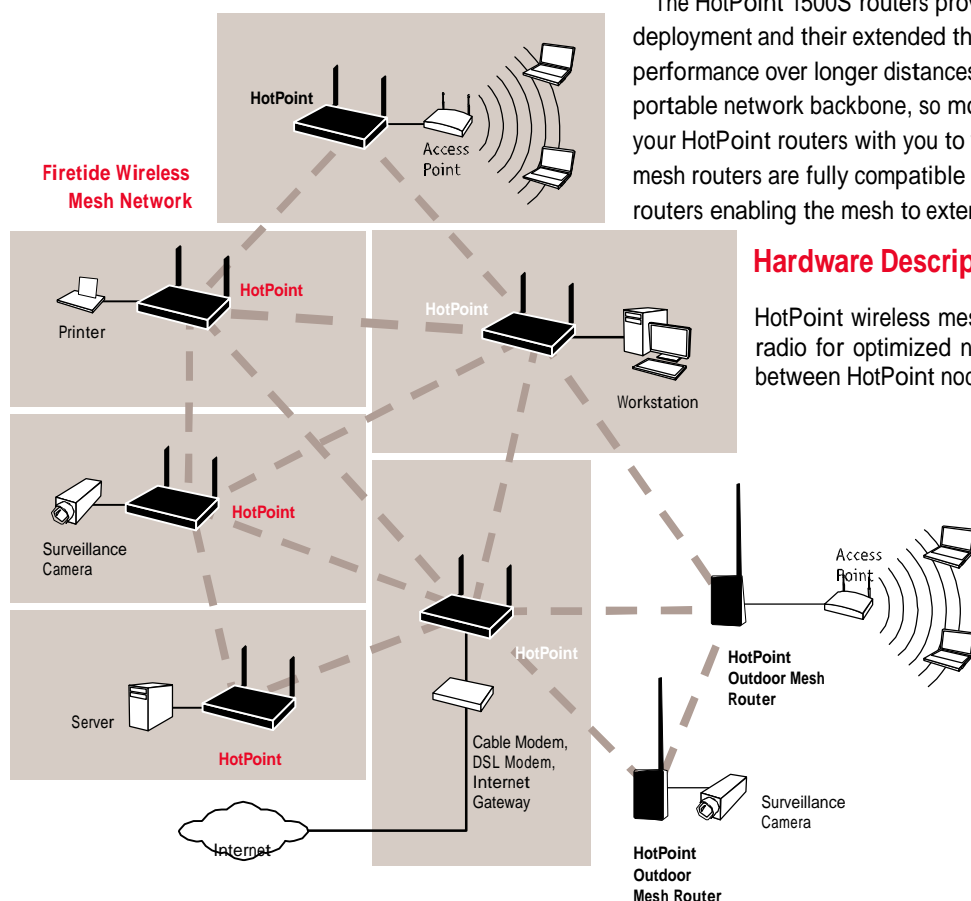 The HotPoint 1500S routers prov
deployment and their extended th
performance over longer distances
portable network backbone, so mo
your HotPoint routers with you to
mesh routers are fully compatible
routers enabling the mesh to exten
Hardware Descrip
HotPoint wireless mes
radio for optimized n
between HotPoint nod
Firetide Wireless
Mesh Network
HotPoint
Access
Point
HotPoint
Printer
HotPoint
Workstation
HotPoint
Surveillance
Camera
HotPoint
Access
Point
HotPoint
Outdoor Mesh
Router
Server
HotPoint
Cable Modem,
DSL Modem,
Internet
Gateway
Internet
Surveillance
Camera
HotPoint
Outdoor
Mesh Router